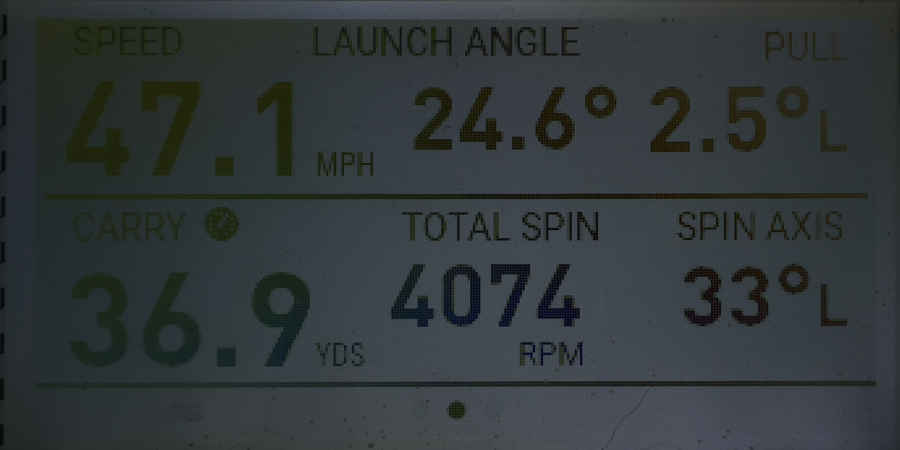 SPEED LAUNCH ANGLE PULL
47.1 MPH 24.6° 2.5° L
CARRY TOTAL SPIN SPIN AXIS
36.9 YDS 4074 RPM 33° L